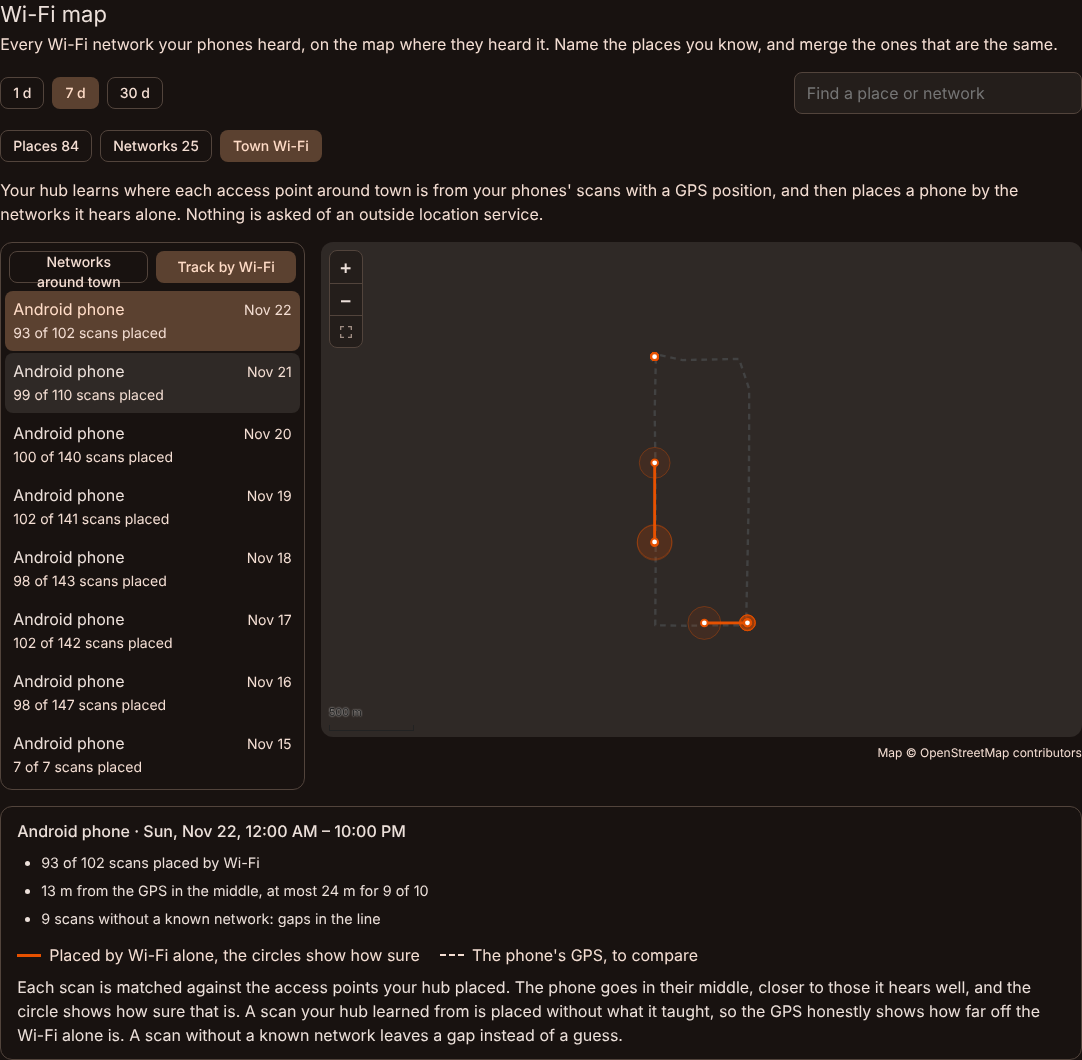 Wi-Fi map
Every Wi-Fi network your phones heard, on the map where they heard it. Name the places you know, and merge the ones that are the same.
1 d
7 d
30 d
Find a place or network
Places 84
Networks 25
Town Wi-Fi
Your hub learns where each access point around town is from your phones' scans with a GPS position, and then places a phone by the
networks it hears alone. Nothing is asked of an outside location service.
Networks
around town
Track by Wi-Fi
Android phone Nov 22
93 of 102 scans placed
Android phone Nov 21
99 of 110 scans placed
Android phone Nov 20
100 of 140 scans placed
Android phone Nov 19
102 of 141 scans placed
Android phone Nov 18
98 of 143 scans placed
Android phone Nov 17
102 of 142 scans placed
Android phone Nov 16
98 of 147 scans placed
Android phone Nov 15
7 of 7 scans placed
+
−
500 m
Map © OpenStreetMap contributors
Android phone · Sun, Nov 22, 12:00 AM – 10:00 PM
• 93 of 102 scans placed by Wi-Fi
• 13 m from the GPS in the middle, at most 24 m for 9 of 10
• 9 scans without a known network: gaps in the line
Placed by Wi-Fi alone, the circles show how sure
The phone's GPS, to compare
Each scan is matched against the access points your hub placed. The phone goes in their middle, closer to those it hears well, and the
circle shows how sure that is. A scan your hub learned from is placed without what it taught, so the GPS honestly shows how far off the
Wi-Fi alone is. A scan without a known network leaves a gap instead of a guess.